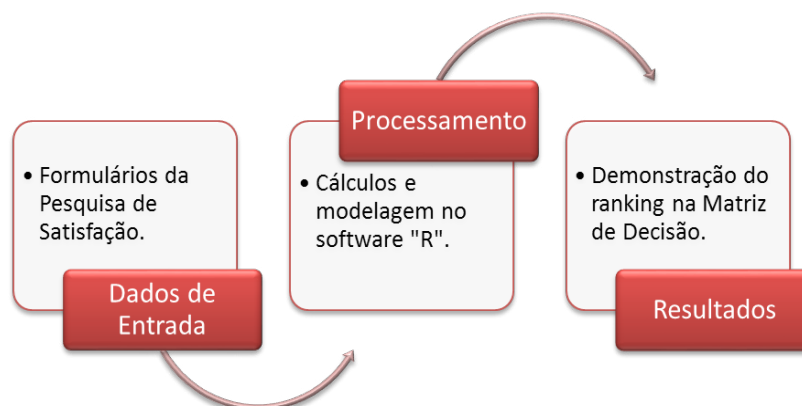 • Formulários da
Pesquisa de
Satisfação.
Dados de
Entrada
Processamento
• Cálculos e
modelagem no
software "R".
• Demonstração do
ranking na Matriz
de Decisão.
Resultados